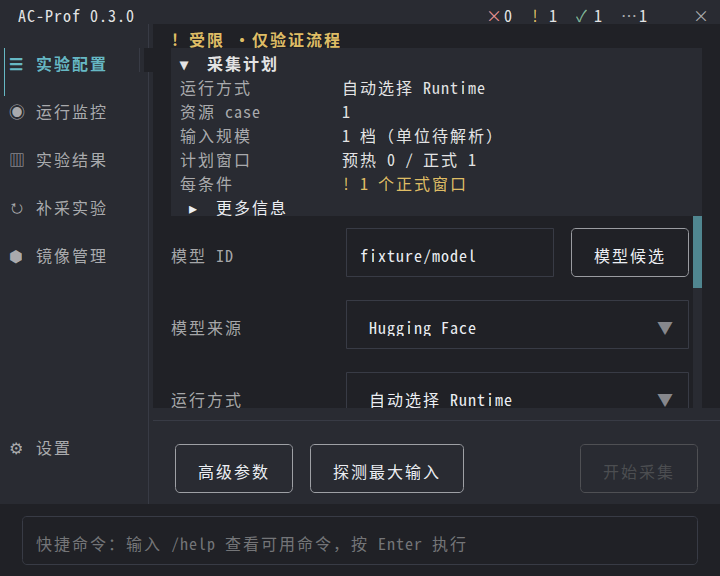 AC-Prof 0.3.0 ×0 ! 1 ✓ 1 …1 ×
! 受限 •仅验证流程
☰ 实验配置
◉ 运行监控
▥ 实验结果
↻ 补采实验
⬢ 镜像管理
⚙ 设置
▼ 采集计划
运行方式 自动选择 Runtime
资源 case 1
输入规模 1 档（单位待解析）
计划窗口 预热 0 / 正式 1
每条件 ! 1 个正式窗口
▶ 更多信息
模型 ID fixture/model 模型候选
模型来源 Hugging Face ▼
运行方式 自动选择 Runtime ▼
高级参数 探测最大输入 开始采集
快捷命令: 输入 /help 查看可用命令, 按 Enter 执行